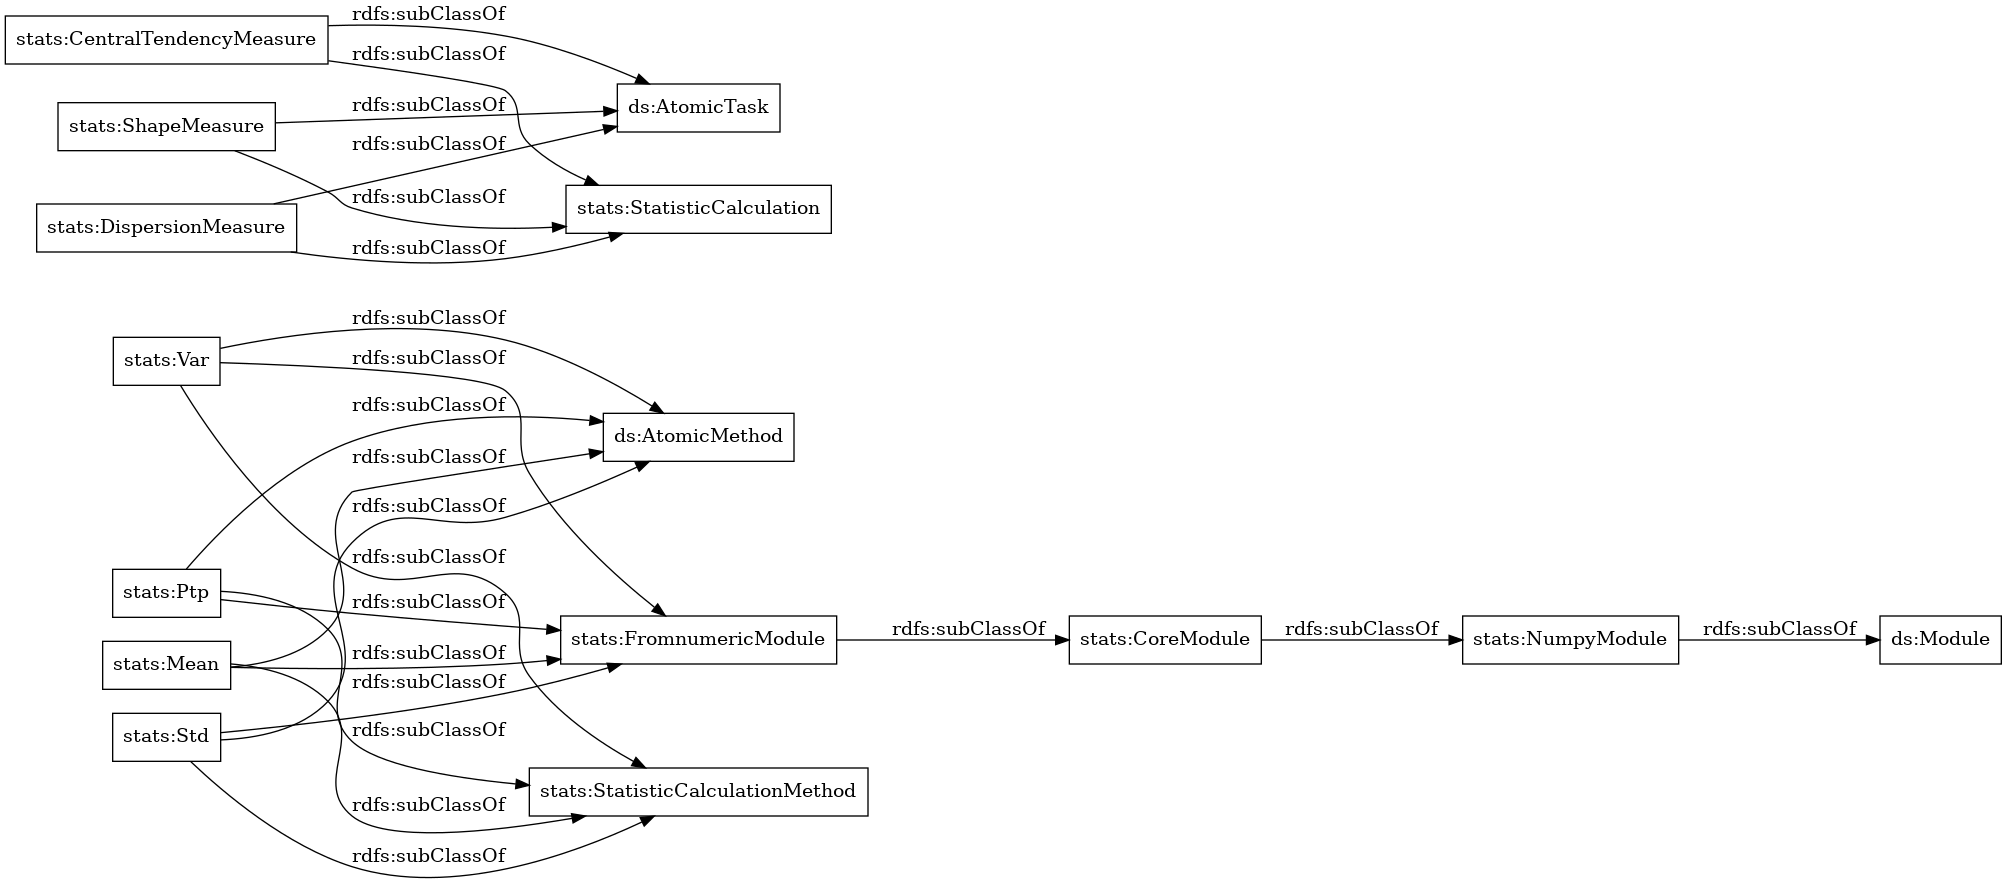 rdfs:subClassOf
stats:CentralTendencyMeasure
rdfs:subClassOf
rdfs:subClassOf
ds:AtomicTask
stats:ShapeMeasure
rdfs:subClassOf
rdfs:subClassOf
stats:StatisticCalculation
stats:DispersionMeasure
rdfs:subClassOf
rdfs:subClassOf
stats:Var
rdfs:subClassOf
rdfs:subClassOf
ds:AtomicMethod
rdfs:subClassOf
rdfs:subClassOf
rdfs:subClassOf
stats:Ptp
rdfs:subClassOf
stats:FromnumericModule
rdfs:subClassOf
stats:CoreModule
rdfs:subClassOf
stats:NumpyModule
rdfs:subClassOf
ds:Module
stats:Mean
rdfs:subClassOf
rdfs:subClassOf
stats:Std
rdfs:subClassOf
stats:StatisticCalculationMethod
rdfs:subClassOf
rdfs:subClassOf